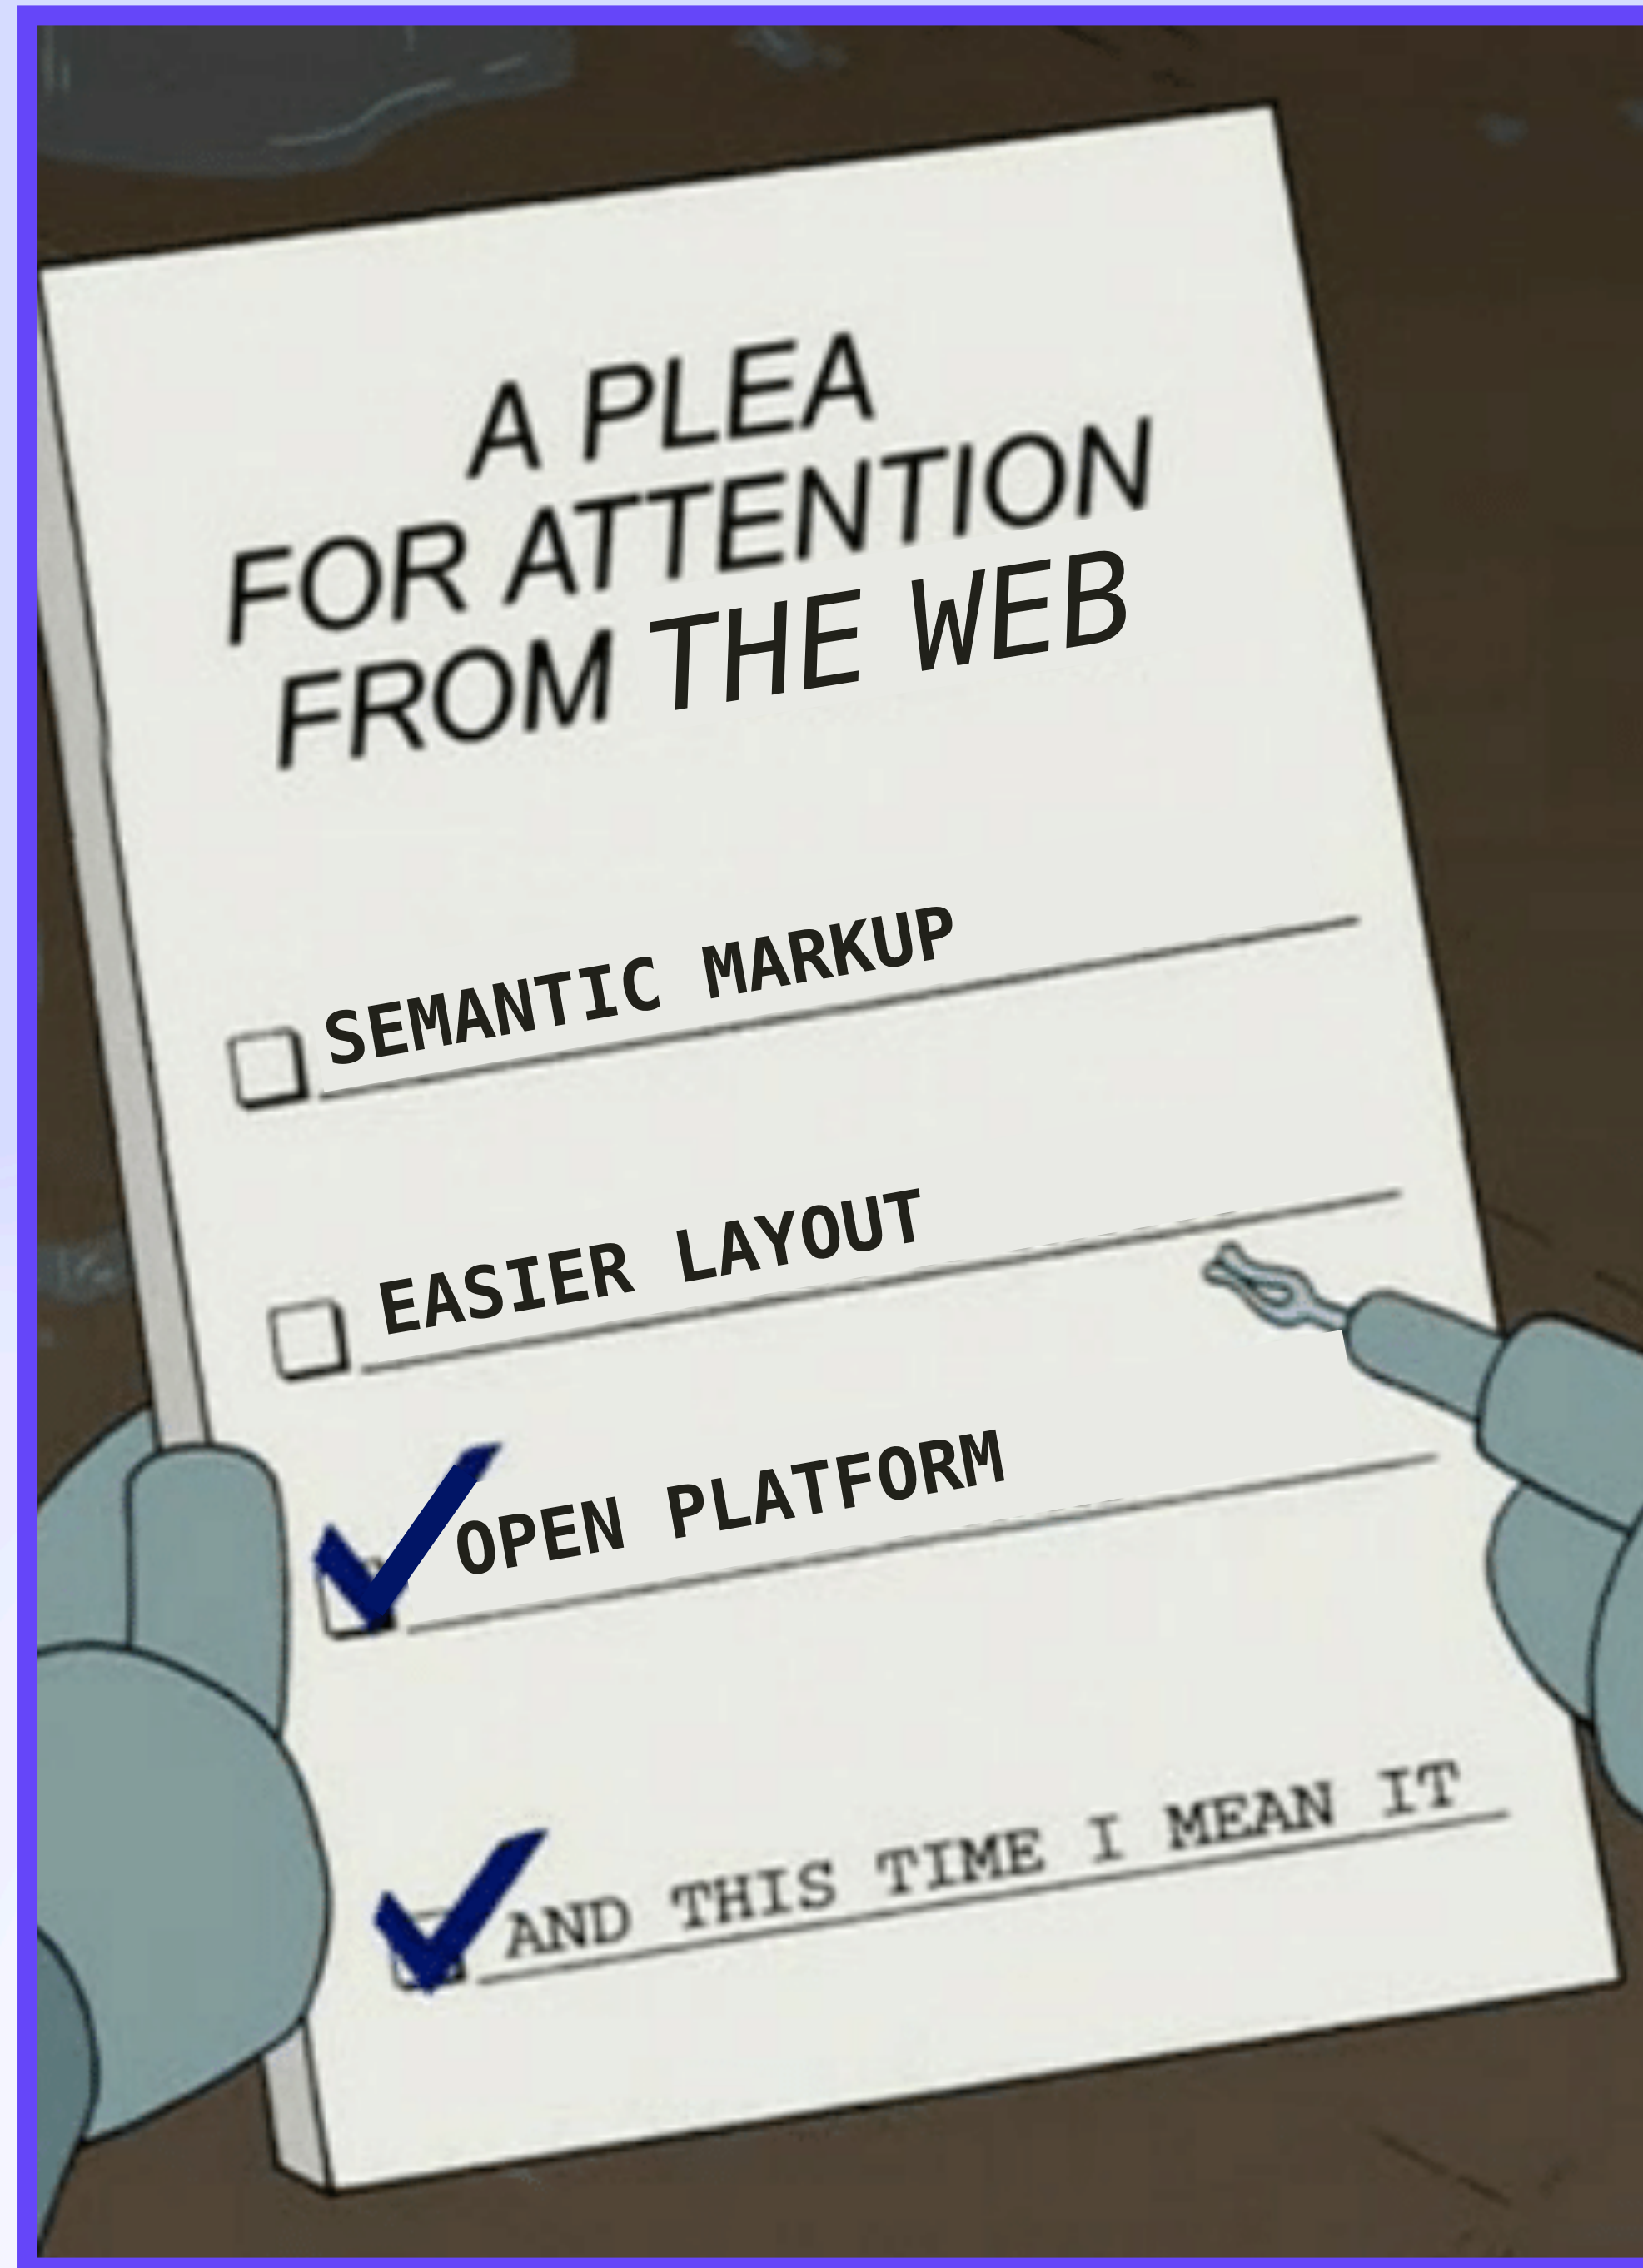 A PLEA
FOR ATTENTION
FROM THE WEB
SEMANTIC MARKUP
EASIER LAYOUT
OPEN PLATFORM
AND THIS TIME I MEAN IT